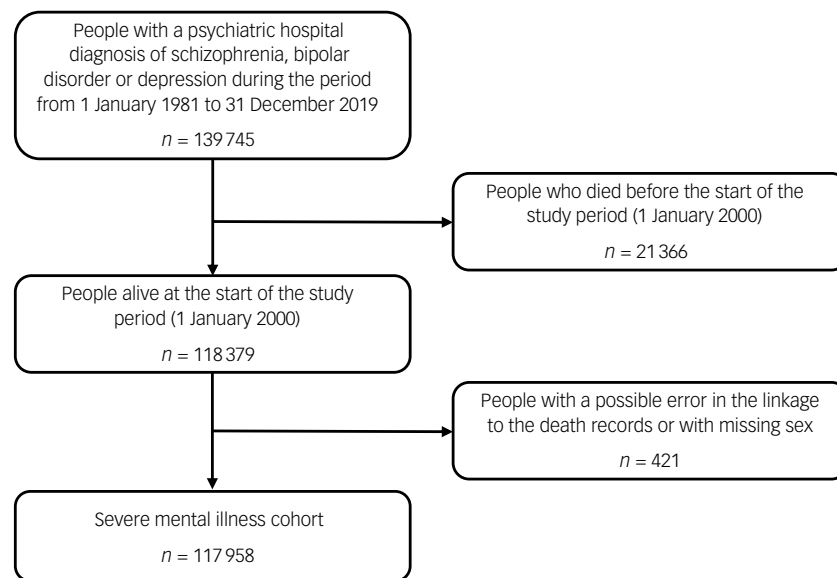 People with a psychiatric hospital
diagnosis of schizophrenia, bipolar
disorder or depression during the period
from 1 January 1981 to 31 December 2019
n = 139 745
People who died before the start of the
study period (1 January 2000)
n = 21 366
People alive at the start of the study
period (1 January 2000)
n = 118 379
People with a possible error in the linkage
to the death records or with missing sex
n = 421
Severe mental illness cohort
n = 117 958